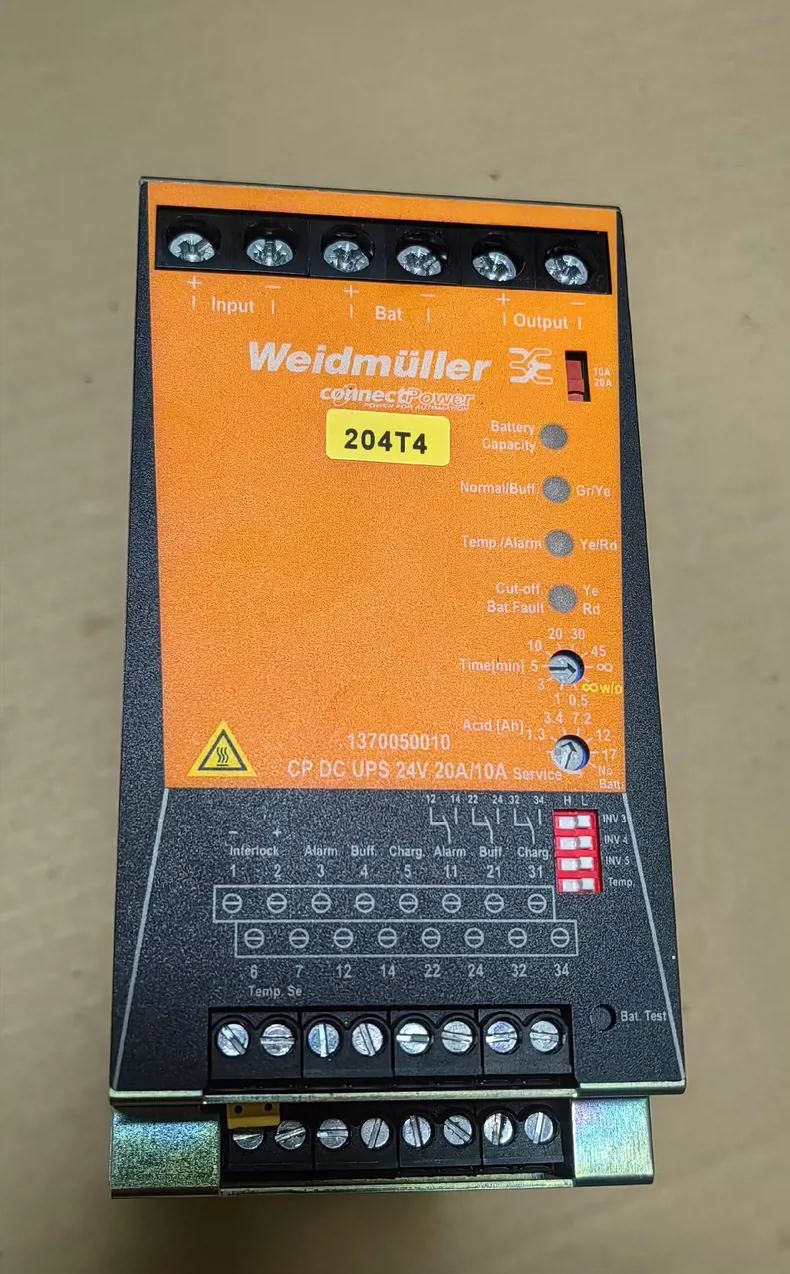 + − + − + −
Input Bat Output
Weidmüller
connectPower
POWER FOR AUTOMATION
10A
20A
204T4
Battery
Capacity
Normal/Buff. Gr/Ye
Temp./Alarm Ye/Rd
Cut-off Ye
Bat.Fault Rd
20 30
10 45
Time[min] 5 ∞
3 ∞w/o
1 0,5
3.4 7.2
Acid [Ah] 1.3 12
17
No
Batt
1370050010
CP DC UPS 24V 20A/10A Service
12 14 22 24 32 34 H L
INV 3
INV 4
INV 5
Temp.
− +
Interlock Alarm Buff. Charg. Alarm Buff. Charg.
1 2 3 4 5 11 21 31
6 7 12 14 22 24 32 34
Temp. Se.
Bat. Test